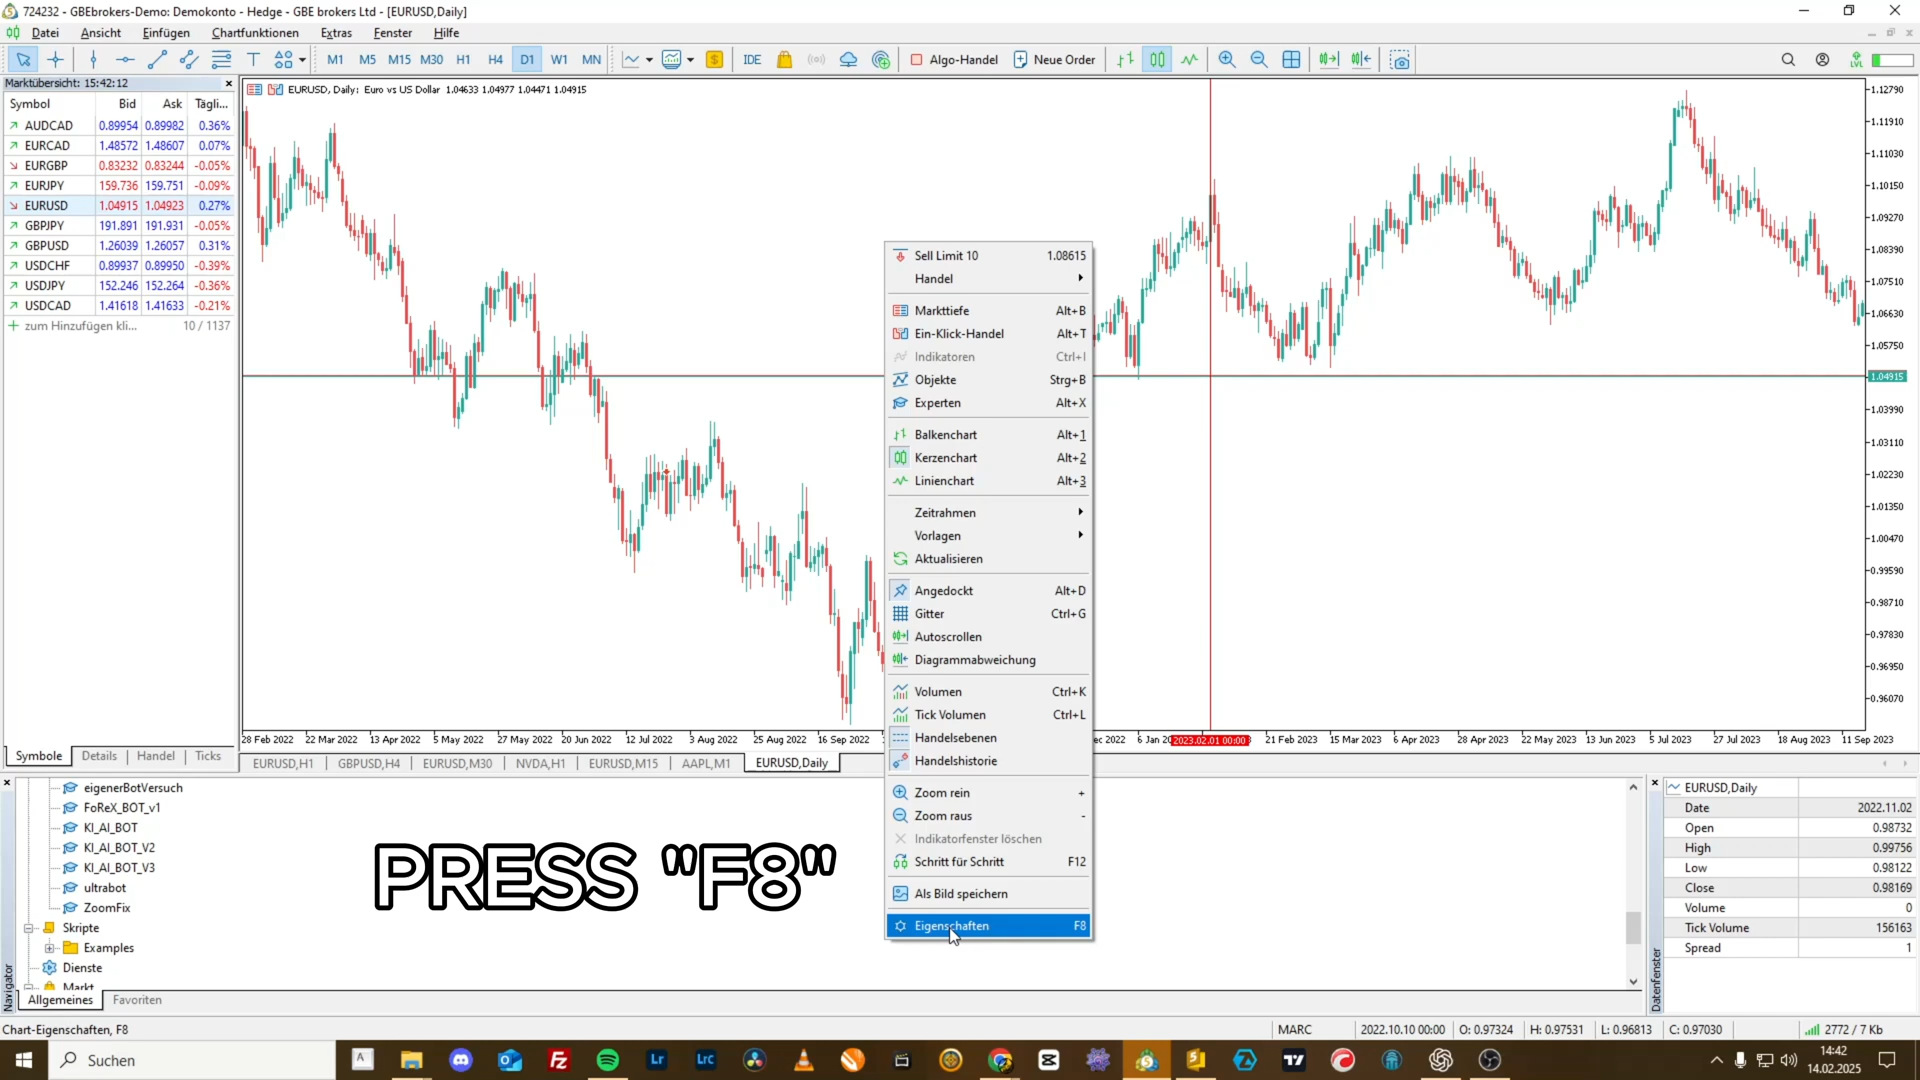 724232 - GBEbrokers-Demo: Demokonto - Hedge - GBE brokers Ltd - [EURUSD,Daily]
Datei Ansicht Einfügen Chartfunktionen Extras Fenster Hilfe
M1 M5 M15 M30 H1 H4 D1 W1 MN IDE Algo-Handel Neue Order LVL
Marktübersicht: 15:42:12
Symbol Bid Ask Tägli...
AUDCAD 0.89954 0.89982 0.36%
EURCAD 1.48572 1.48607 0.07%
EURGBP 0.83232 0.83244 -0.05%
EURJPY 159.736 159.751 -0.09%
EURUSD 1.04915 1.04923 0.27%
GBPJPY 191.891 191.931 -0.05%
GBPUSD 1.26039 1.26057 0.31%
USDCHF 0.89937 0.89950 -0.39%
USDJPY 152.246 152.264 -0.36%
USDCAD 1.41618 1.41633 -0.21%
zum Hinzufügen kli... 10 / 1137
Symbole Details Handel Ticks
EURUSD, Daily: Euro vs US Dollar 1.04633 1.04977 1.04471 1.04915
1.12790
1.11910
1.11030
1.10150
1.09270
1.08390
1.07510
1.06630
1.05750
1.04915
1.03990
1.03110
1.02230
1.01350
1.00470
0.99590
0.98710
0.97830
0.96950
0.96070
28 Feb 2022 22 Mar 2022 13 Apr 2022 5 May 2022 27 May 2022 20 Jun 2022 12 Jul 2022 3 Aug 2022 25 Aug 2022 16 Sep 2022 ec 2022 6 Jan 20 2023.02.01 00:00 21 Feb 2023 15 Mar 2023 6 Apr 2023 28 Apr 2023 22 May 2023 13 Jun 2023 5 Jul 2023 27 Jul 2023 18 Aug 2023 11 Sep 2023
EURUSD,H1 GBPUSD,H4 EURUSD,M30 NVDA,H1 EURUSD,M15 AAPL,M1 EURUSD,Daily
Sell Limit 10 1.08615
Handel
Markttiefe Alt+B
Ein-Klick-Handel Alt+T
Indikatoren Ctrl+I
Objekte Strg+B
Experten Alt+X
Balkenchart Alt+1
Kerzenchart Alt+2
Linienchart Alt+3
Zeitrahmen
Vorlagen
Aktualisieren
Angedockt Alt+D
Gitter Ctrl+G
Autoscrollen
Diagrammabweichung
Volumen Ctrl+K
Tick Volumen Ctrl+L
Handelsebenen
Handelshistorie
Zoom rein +
Zoom raus -
Indikatorfenster löschen
Schritt für Schritt F12
Als Bild speichern
Eigenschaften F8
Navigator
eigenerBotVersuch
FoReX_BOT_v1
KI_AI_BOT
KI_AI_BOT_V2
KI_AI_BOT_V3
ultrabot
ZoomFix
Skripte
Examples
Dienste
Markt
Allgemeines Favoriten
PRESS "F8"
Datenfenster
EURUSD,Daily
Date 2022.11.02
Open 0.98732
High 0.99756
Low 0.98122
Close 0.98169
Volume 0
Tick Volume 156163
Spread 1
Chart-Eigenschaften, F8 MARC 2022.10.10 00:00 O: 0.97324 H: 0.97531 L: 0.96813 C: 0.97030 2772 / 7 Kb
Suchen A Lr LrC 14:42
14.02.2025